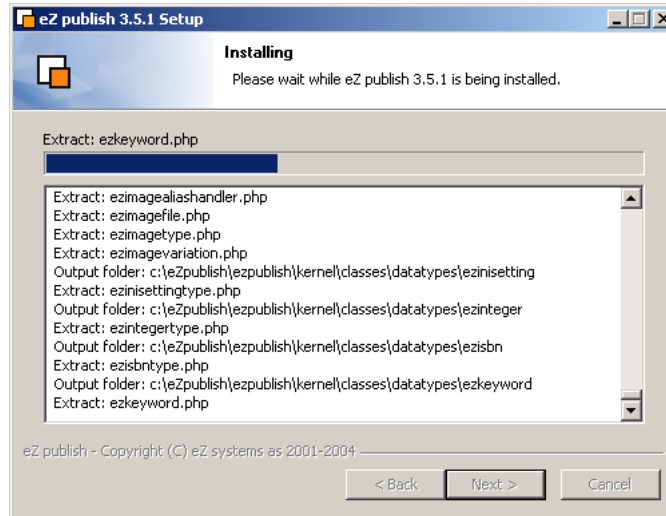 eZ publish 3.5.1 Setup
Installing
Please wait while eZ publish 3.5.1 is being installed.
Extract: ezkeyword.php
Extract: ezimagealiashandler.php
Extract: ezimagefile.php
Extract: ezimagetype.php
Extract: ezimagevariation.php
Output folder: c:\eZpublish\ezpublish\kernel\classes\datatypes\ezinisetting
Extract: ezinisettingtype.php
Output folder: c:\eZpublish\ezpublish\kernel\classes\datatypes\ezinteger
Extract: ezintegertype.php
Output folder: c:\eZpublish\ezpublish\kernel\classes\datatypes\ezisbn
Extract: ezisbntype.php
Output folder: c:\eZpublish\ezpublish\kernel\classes\datatypes\ezkeyword
Extract: ezkeyword.php
eZ publish - Copyright (C) eZ systems as 2001-2004
< Back Next > Cancel